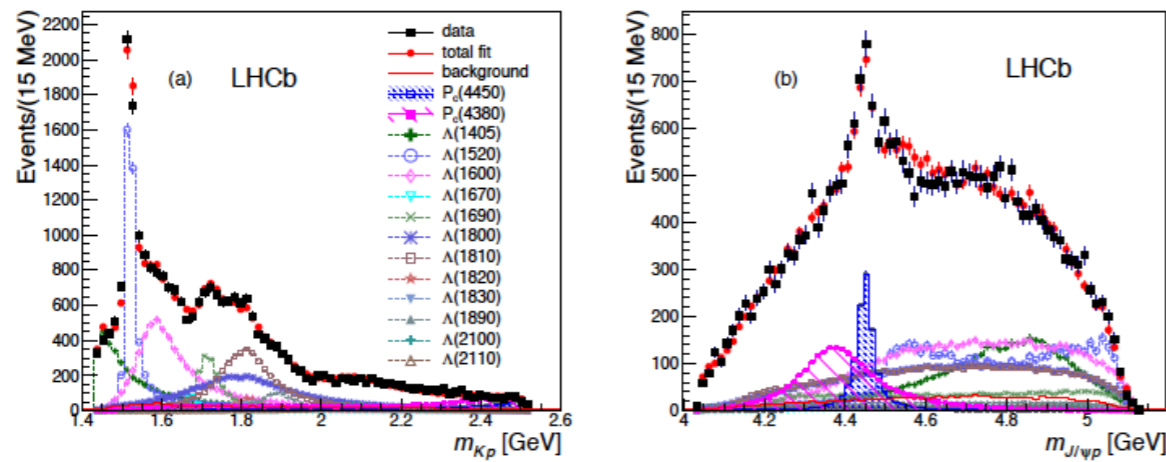 Events/(15 MeV)
2200
2000
1800
1600
1400
1200
1000
800
600
400
200
0
(a)
LHCb
data
total fit
background
P_c(4450)
P_c(4380)
Λ(1405)
Λ(1520)
Λ(1600)
Λ(1670)
Λ(1690)
Λ(1800)
Λ(1810)
Λ(1820)
Λ(1830)
Λ(1890)
Λ(2100)
Λ(2110)
1.4 1.6 1.8 2 2.2 2.4 2.6
m_{Kp} [GeV]
Events/(15 MeV)
800
700
600
500
400
300
200
100
0
(b)
LHCb
4 4.2 4.4 4.6 4.8 5
m_{J/ψp} [GeV]